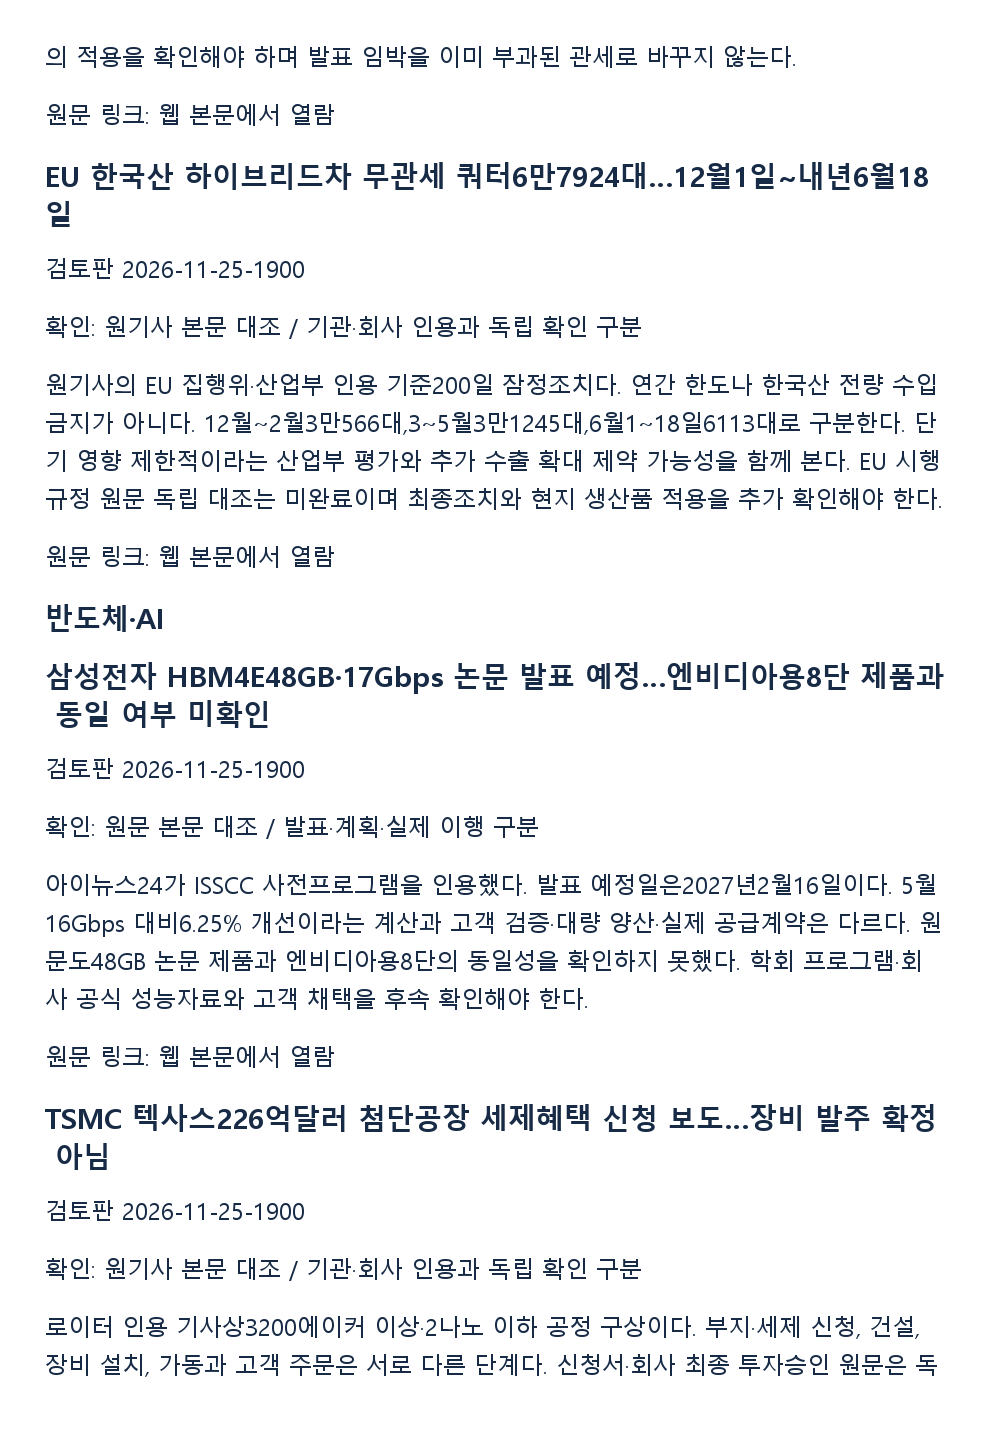 의 적용을 확인해야 하며 발표 임박을 이미 부과된 관세로 바꾸지 않는다.
원문 링크: 웹 본문에서 열람
EU 한국산 하이브리드차 무관세 쿼터6만7924대...12월1일~내년6월18
일
검토판 2026-11-25-1900
확인: 원기사 본문 대조 / 기관·회사 인용과 독립 확인 구분
원기사의 EU 집행위·산업부 인용 기준200일 잠정조치다. 연간 한도나 한국산 전량 수입
금지가 아니다. 12월~2월3만566대,3~5월3만1245대,6월1~18일6113대로 구분한다. 단
기 영향 제한적이라는 산업부 평가와 추가 수출 확대 제약 가능성을 함께 본다. EU 시행
규정 원문 독립 대조는 미완료이며 최종조치와 현지 생산품 적용을 추가 확인해야 한다.
원문 링크: 웹 본문에서 열람
반도체·AI
삼성전자 HBM4E48GB·17Gbps 논문 발표 예정...엔비디아용8단 제품과
동일 여부 미확인
검토판 2026-11-25-1900
확인: 원문 본문 대조 / 발표·계획·실제 이행 구분
아이뉴스24가 ISSCC 사전프로그램을 인용했다. 발표 예정일은2027년2월16일이다. 5월
16Gbps 대비6.25% 개선이라는 계산과 고객 검증·대량 양산·실제 공급계약은 다르다. 원
문도48GB 논문 제품과 엔비디아용8단의 동일성을 확인하지 못했다. 학회 프로그램·회
사 공식 성능자료와 고객 채택을 후속 확인해야 한다.
원문 링크: 웹 본문에서 열람
TSMC 텍사스226억달러 첨단공장 세제혜택 신청 보도...장비 발주 확정
아님
검토판 2026-11-25-1900
확인: 원기사 본문 대조 / 기관·회사 인용과 독립 확인 구분
로이터 인용 기사상3200에이커 이상·2나노 이하 공정 구상이다. 부지·세제 신청, 건설,
장비 설치, 가동과 고객 주문은 서로 다른 단계다. 신청서·회사 최종 투자승인 원문은 독